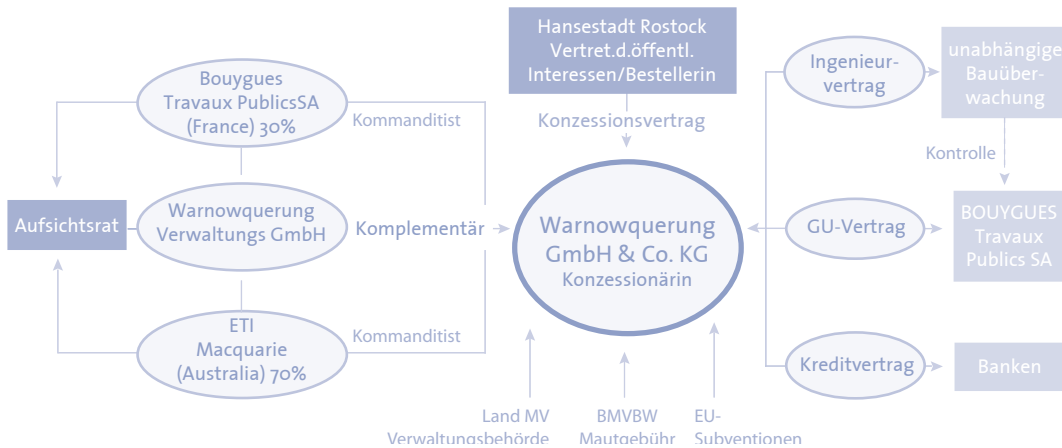 Hansestadt Rostock
Vertret.d.öffentl.
Interessen/Bestellerin
Konzessionsvertrag
Bouygues
Travaux PublicsSA
(France) 30%
Kommanditist
Aufsichtsrat
Warnowquerung
Verwaltungs GmbH
Komplementär
ETI
Macquarie
(Australia) 70%
Kommanditist
Warnowquerung
GmbH & Co. KG
Konzessionärin
Land MV
Verwaltungsbehörde
BMVBW
Mautgebühr
EU-
Subventionen
Ingenieur-
vertrag
unabhängige
Bauüber-
wachung
Kontrolle
GU-Vertrag
BOUYGUES
Travaux
Publics SA
Kreditvertrag
Banken